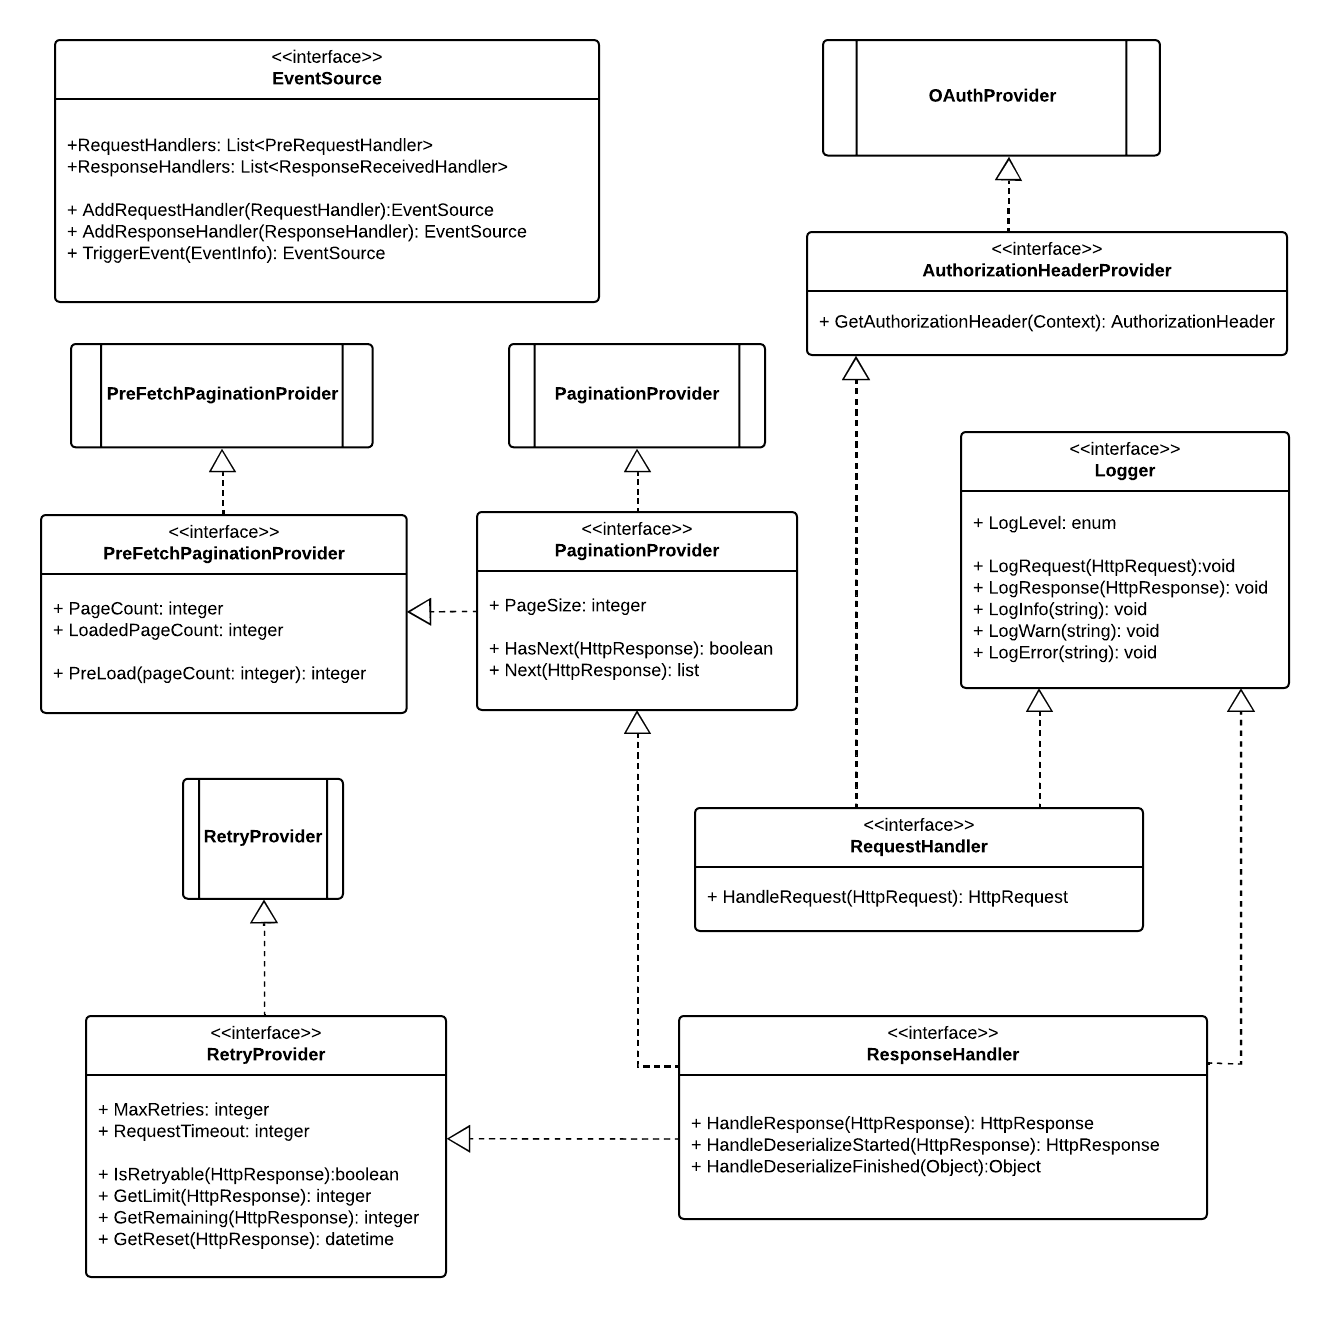 <<interface>>
EventSource
+RequestHandlers: List<PreRequestHandler>
+ResponseHandlers: List<ResponseReceivedHandler>
+ AddRequestHandler(RequestHandler):EventSource
+ AddResponseHandler(ResponseHandler): EventSource
+ TriggerEvent(EventInfo): EventSource
OAuthProvider
<<interface>>
AuthorizationHeaderProvider
+ GetAuthorizationHeader(Context): AuthorizationHeader
PreFetchPaginationProider
PaginationProvider
<<interface>>
Logger
+ LogLevel: enum
+ LogRequest(HttpRequest):void
+ LogResponse(HttpResponse): void
+ LogInfo(string): void
+ LogWarn(string): void
+ LogError(string): void
<<interface>>
PreFetchPaginationProvider
+ PageCount: integer
+ LoadedPageCount: integer
+ PreLoad(pageCount: integer): integer
<<interface>>
PaginationProvider
+ PageSize: integer
+ HasNext(HttpResponse): boolean
+ Next(HttpResponse): list
RetryProvider
<<interface>>
RequestHandler
+ HandleRequest(HttpRequest): HttpRequest
<<interface>>
RetryProvider
+ MaxRetries: integer
+ RequestTimeout: integer
+ IsRetryable(HttpResponse):boolean
+ GetLimit(HttpResponse): integer
+ GetRemaining(HttpResponse): integer
+ GetReset(HttpResponse): datetime
<<interface>>
ResponseHandler
+ HandleResponse(HttpResponse): HttpResponse
+ HandleDeserializeStarted(HttpResponse): HttpResponse
+ HandleDeserializeFinished(Object):Object